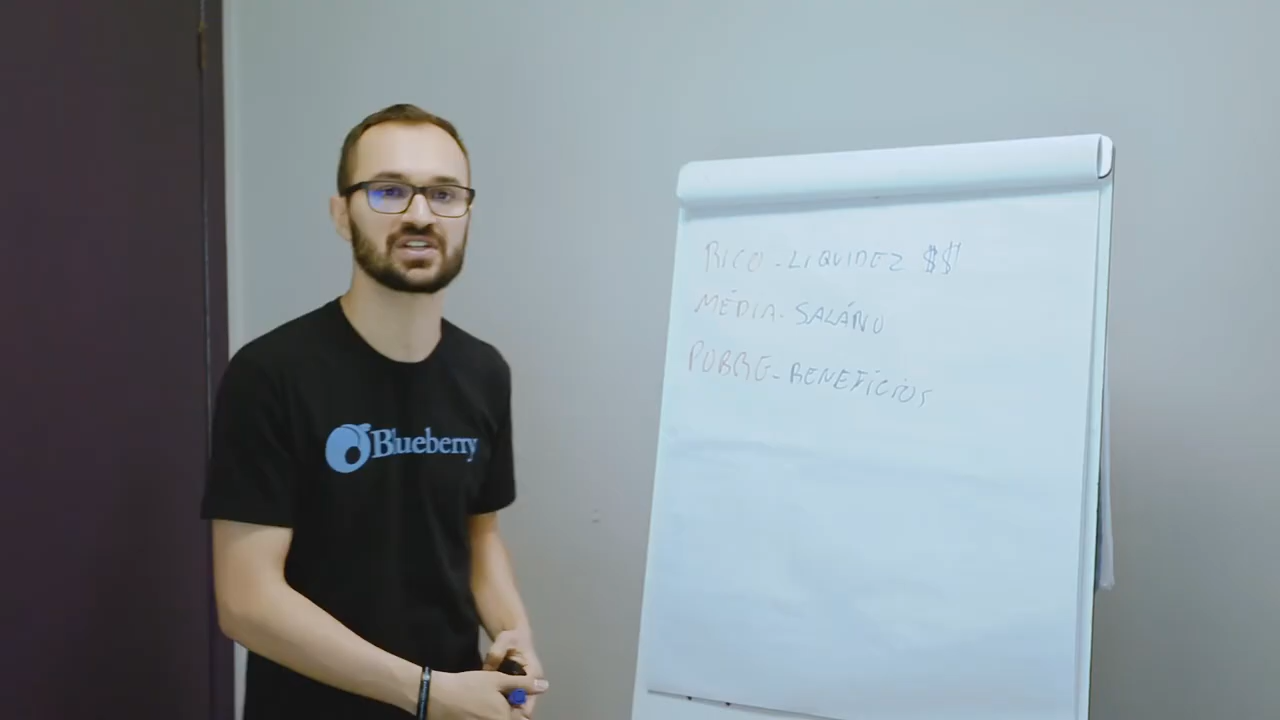 Blueberry
RICO - LIQUIDEZ $$
MÉDIA - SALÁRIO
POBRE - BENEFÍCIOS